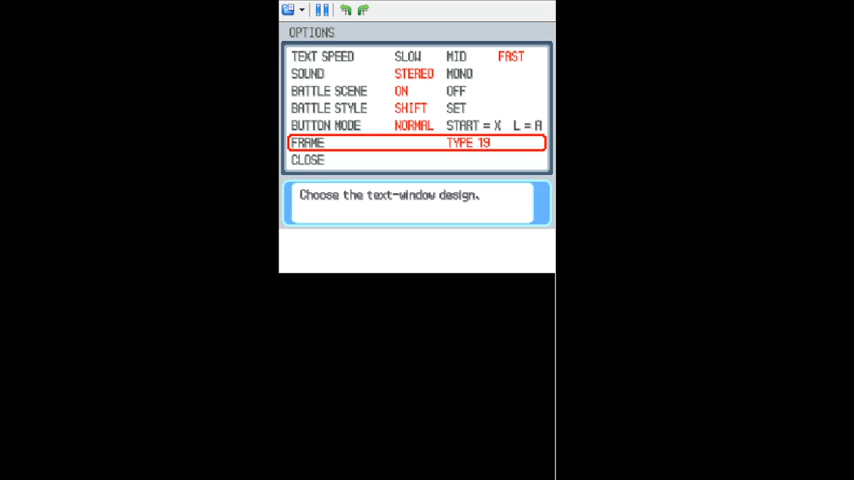 OPTIONS
TEXT SPEED SLOW MID FAST
SOUND STEREO MONO
BATTLE SCENE ON OFF
BATTLE STYLE SHIFT SET
BUTTON MODE NORMAL START = X L = A
FRAME TYPE 19
CLOSE
Choose the text-window design.